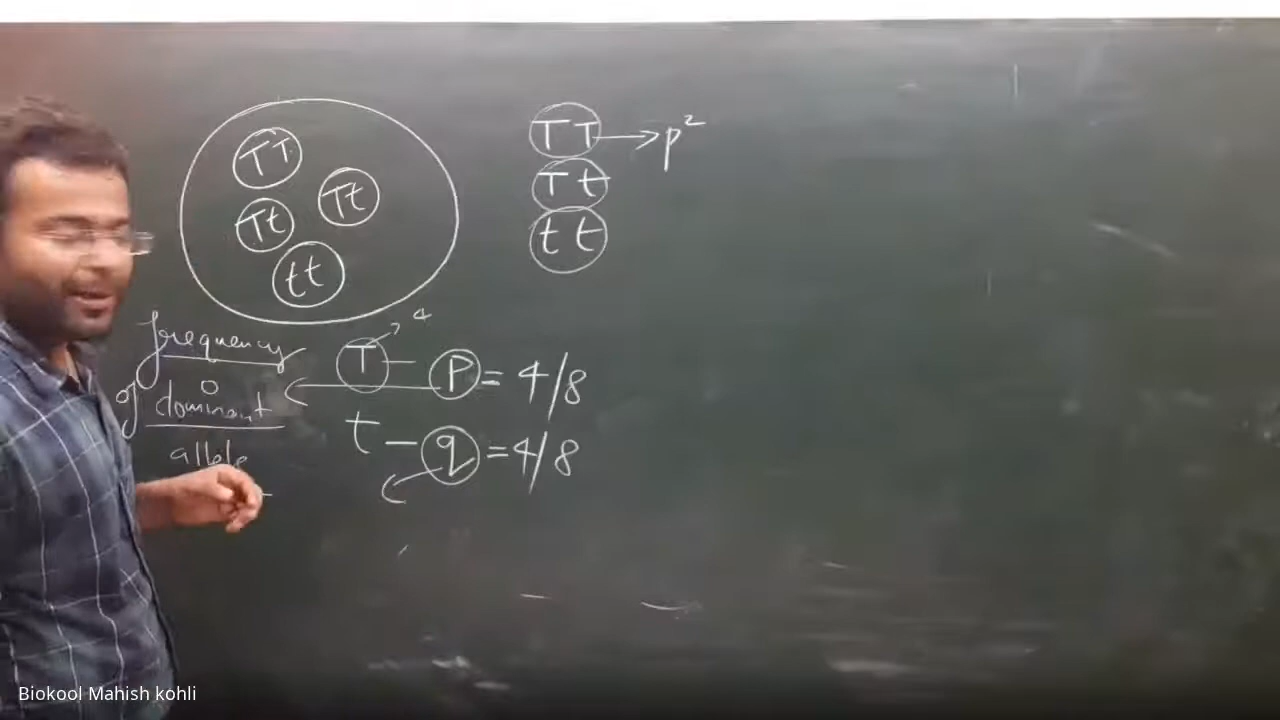 TT
Tt
Tt
tt
TT → p²
Tt
tt
frequency
of dominant
allele
T → 4
T — P = 4/8
t — q = 4/8
Biokool Mahish kohli